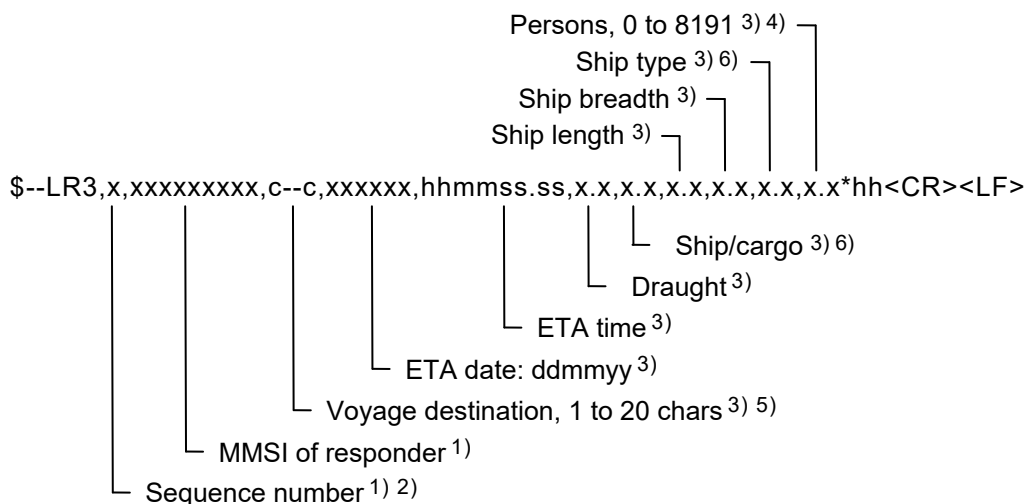 Persons, 0 to 8191 3) 4)
Ship type 3) 6)
Ship breadth 3)
Ship length 3)
$--LR3,x,xxxxxxxxx,c--c,xxxxxx,hhmmss.ss,x.x,x.x,x.x,x.x,x.x,x.x*hh<CR><LF>
Ship/cargo 3) 6)
Draught 3)
ETA time 3)
ETA date: ddmmyy 3)
Voyage destination, 1 to 20 chars 3) 5)
MMSI of responder 1)
Sequence number 1) 2)